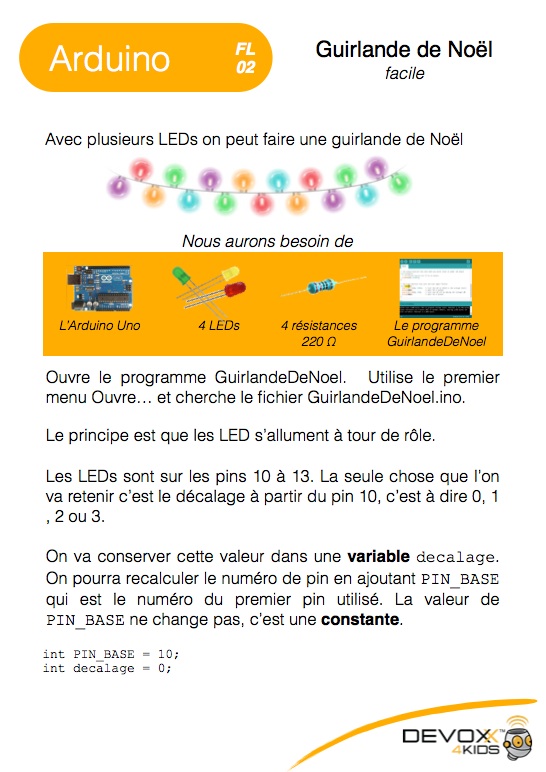 Arduino
FL
02
Guirlande de Noël
facile
Avec plusieurs LEDs on peut faire une guirlande de Noël
Nous aurons besoin de
L'Arduino Uno
4 LEDs
4 résistances
220 Ω
Le programme
GuirlandeDeNoel
Ouvre le programme GuirlandeDeNoel. Utilise le premier
menu Ouvre… et cherche le fichier GuirlandeDeNoel.ino.
Le principe est que les LED s'allument à tour de rôle.
Les LEDs sont sur les pins 10 à 13. La seule chose que l'on
va retenir c'est le décalage à partir du pin 10, c'est à dire 0, 1
, 2 ou 3.
On va conserver cette valeur dans une variable decalage.
On pourra recalculer le numéro de pin en ajoutant PIN_BASE
qui est le numéro du premier pin utilisé. La valeur de
PIN_BASE ne change pas, c'est une constante.
int PIN_BASE = 10;
int decalage = 0;
DEVOXX™
4KIDS